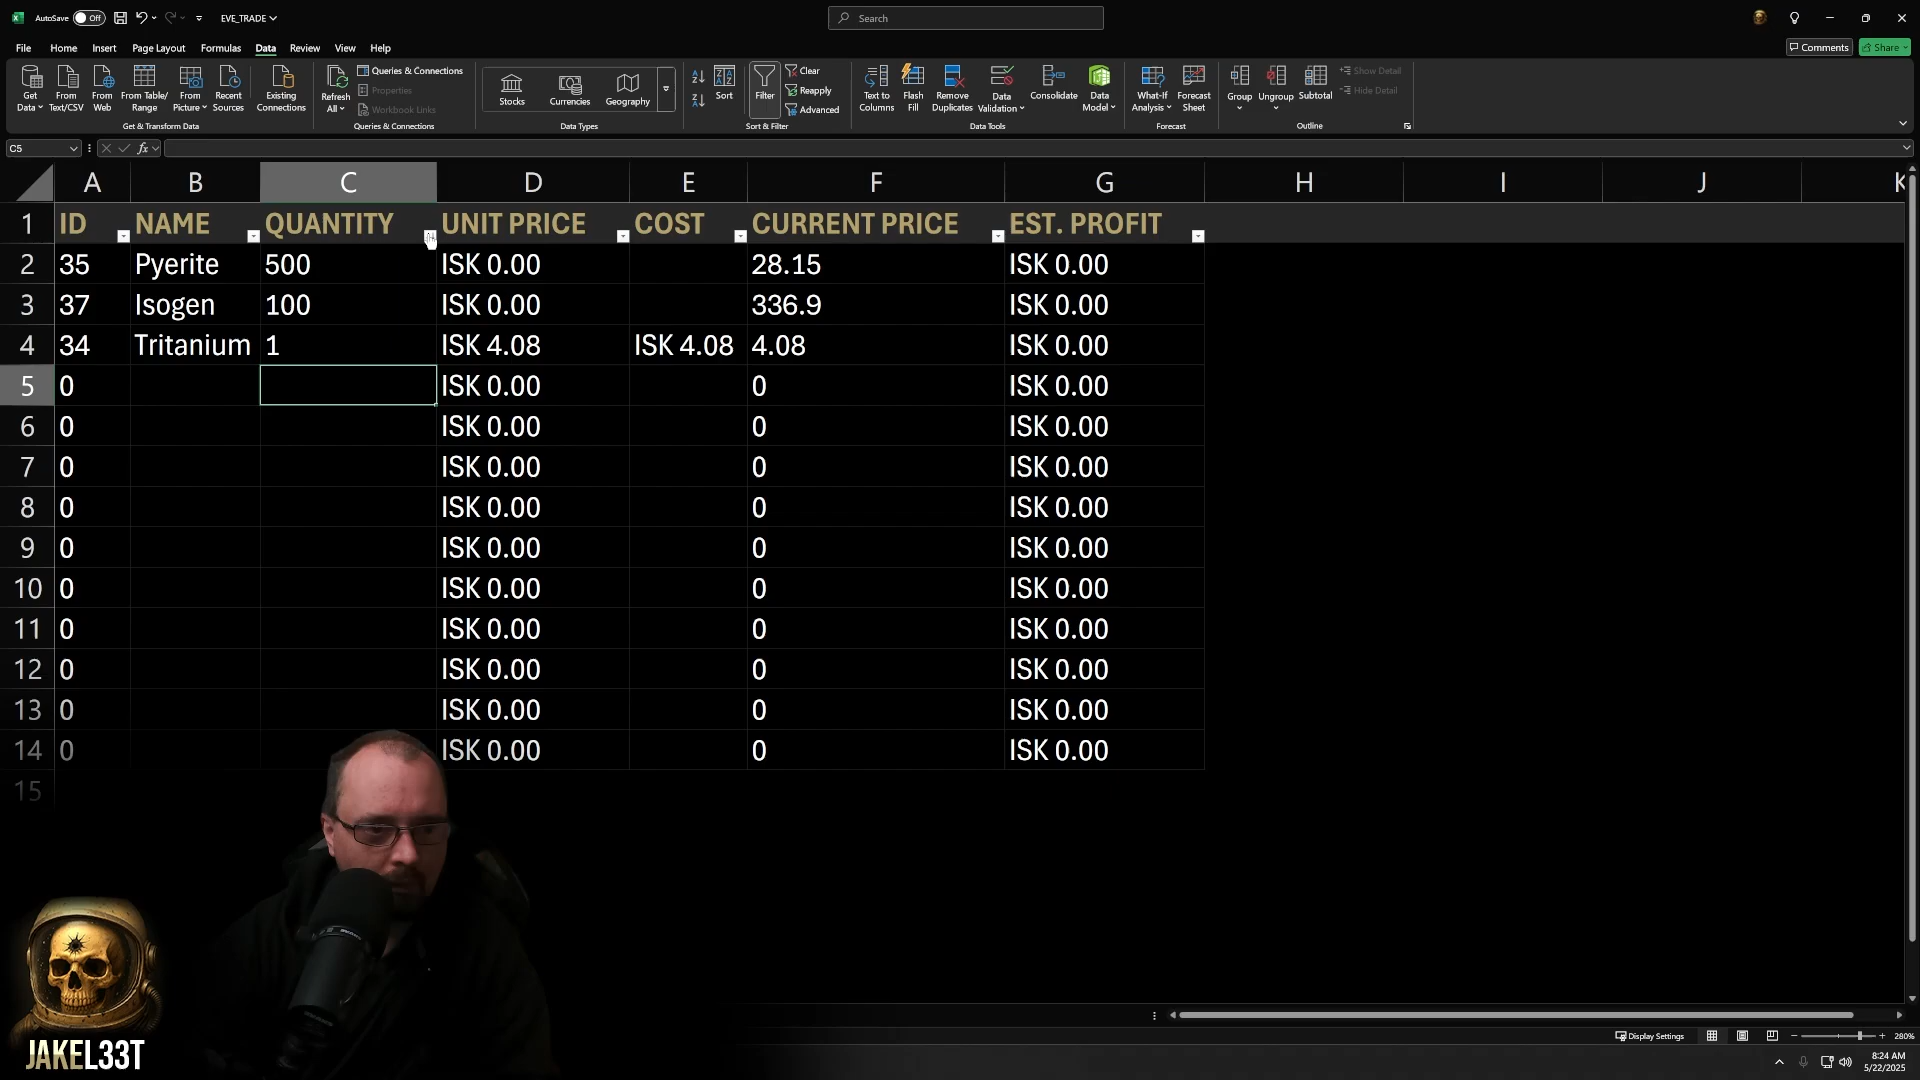 AutoSave Off EVE_TRADE Search
File Home Insert Page Layout Formulas Data Review View Help Comments Share
Get Data From Text/CSV From Web From Table/Range From Picture Recent Sources Existing Connections
Get & Transform Data
Refresh All Queries & Connections Properties Workbook Links
Queries & Connections
Stocks Currencies Geography
Data Types
Sort Filter Clear Reapply Advanced
Sort & Filter
Text to Columns Flash Fill Remove Duplicates Data Validation Consolidate Data Model
Data Tools
What-If Analysis Forecast Sheet
Forecast
Group Ungroup Subtotal Show Detail Hide Detail
Outline
C5 fx
A B C D E F G H I J K
1 ID NAME QUANTITY UNIT PRICE COST CURRENT PRICE EST. PROFIT
2 35 Pyerite 500 ISK 0.00 28.15 ISK 0.00
3 37 Isogen 100 ISK 0.00 336.9 ISK 0.00
4 34 Tritanium 1 ISK 4.08 ISK 4.08 4.08 ISK 0.00
5 0 ISK 0.00 0 ISK 0.00
6 0 ISK 0.00 0 ISK 0.00
7 0 ISK 0.00 0 ISK 0.00
8 0 ISK 0.00 0 ISK 0.00
9 0 ISK 0.00 0 ISK 0.00
10 0 ISK 0.00 0 ISK 0.00
11 0 ISK 0.00 0 ISK 0.00
12 0 ISK 0.00 0 ISK 0.00
13 0 ISK 0.00 0 ISK 0.00
14 0 ISK 0.00 0 ISK 0.00
15
JAKEL33T
Display Settings 280%
8:24 AM
5/22/2025